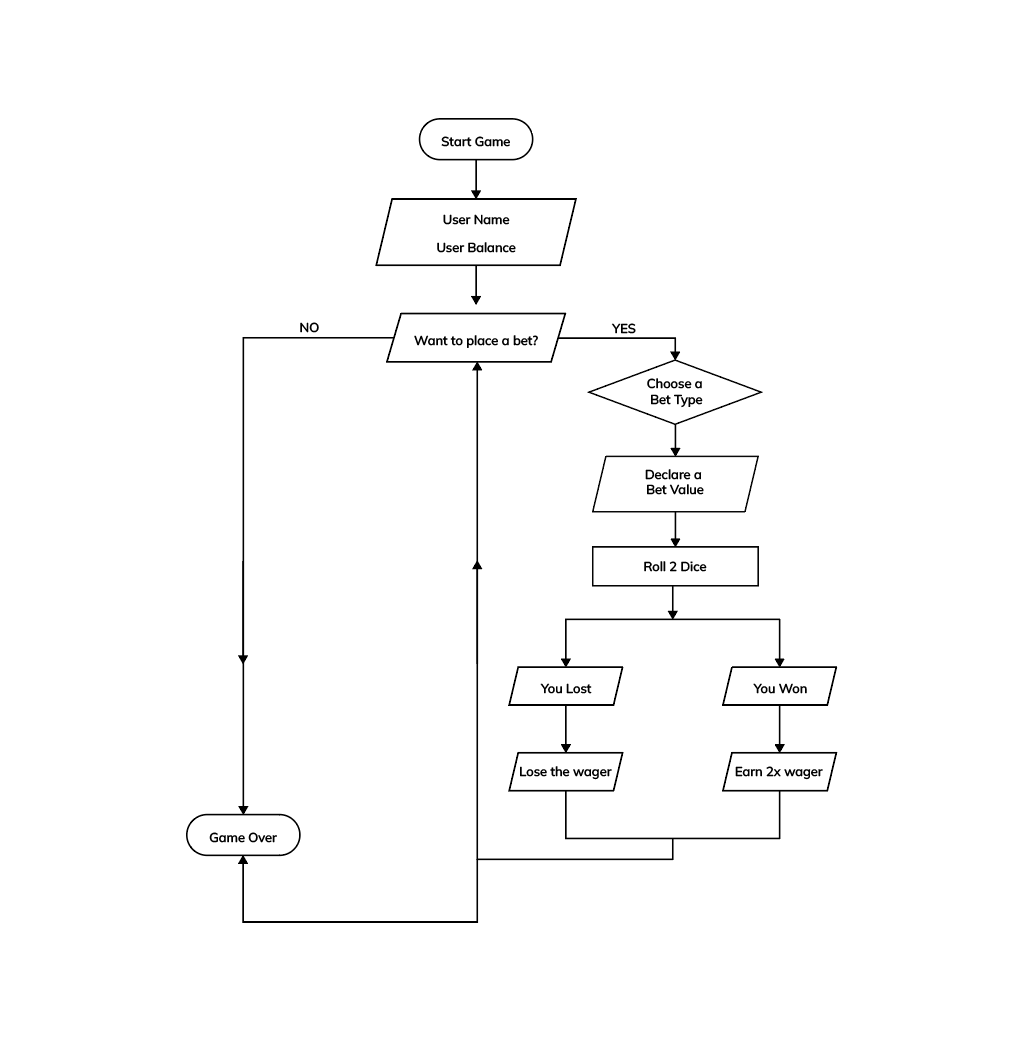 Start Game
User Name
User Balance
NO
Want to place a bet?
YES
Choose a
Bet Type
Declare a
Bet Value
Roll 2 Dice
You Lost
You Won
Lose the wager
Earn 2x wager
Game Over